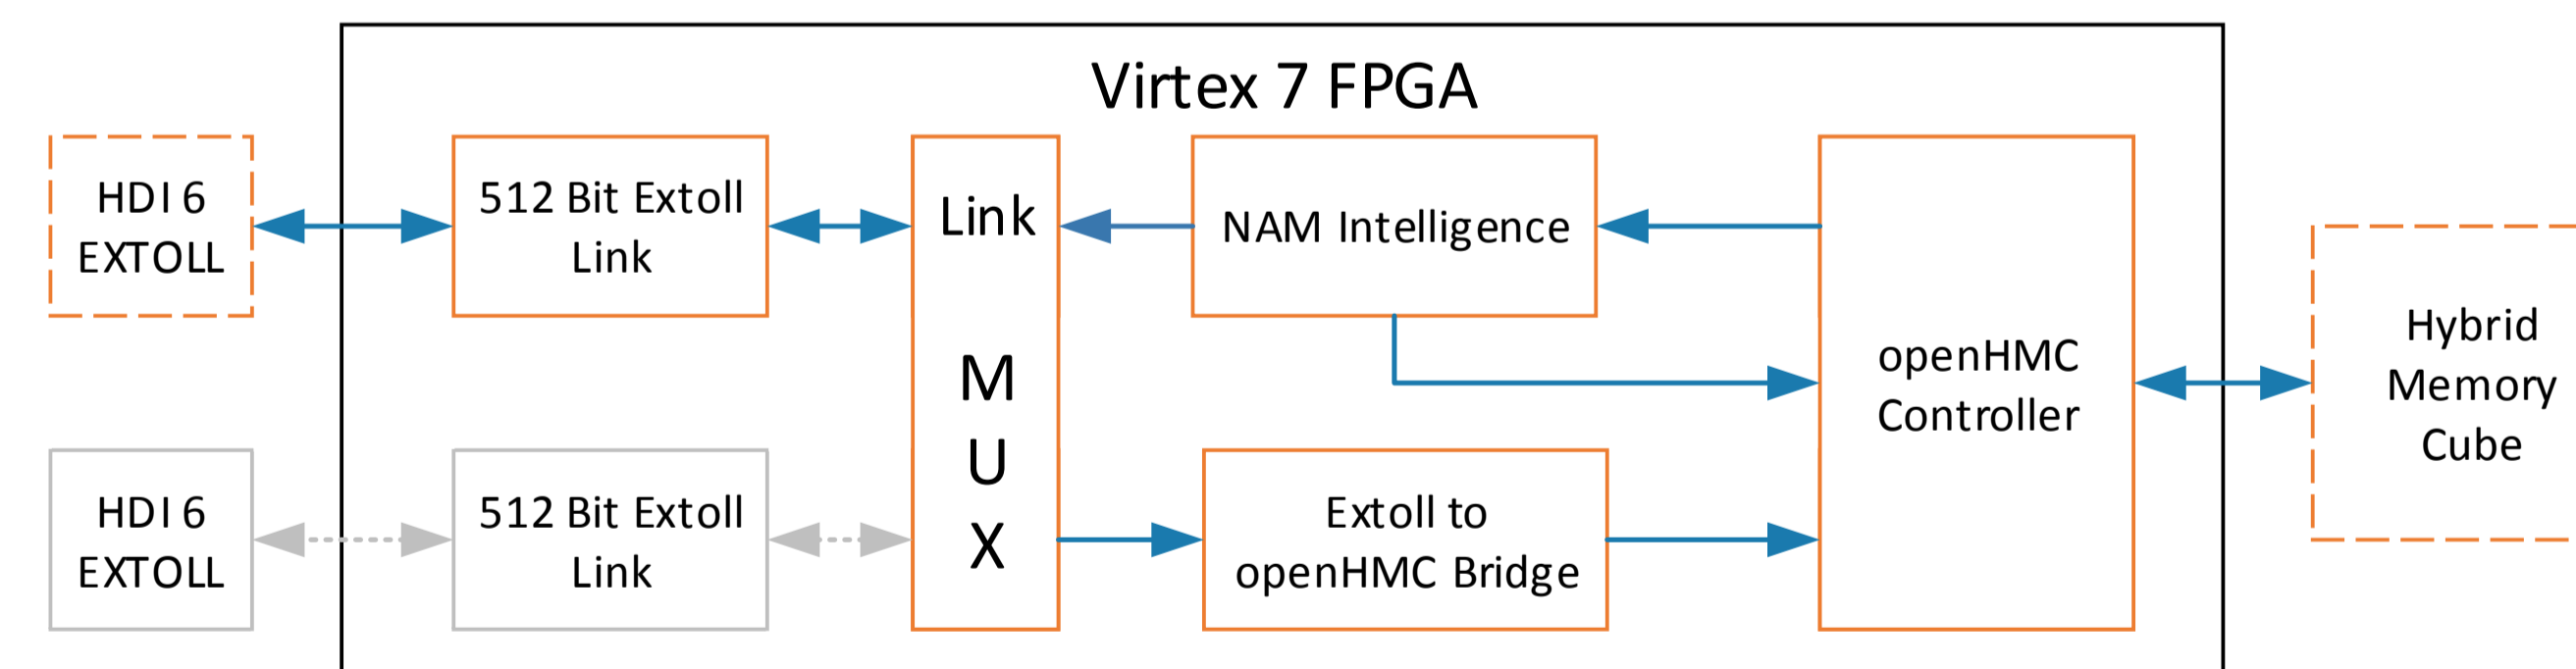 Virtex 7 FPGA
HDI 6
EXTOLL
512 Bit Extoll
Link
Link
M
U
X
NAM Intelligence
openHMC
Controller
Hybrid
Memory
Cube
HDI 6
EXTOLL
512 Bit Extoll
Link
Extoll to
openHMC Bridge